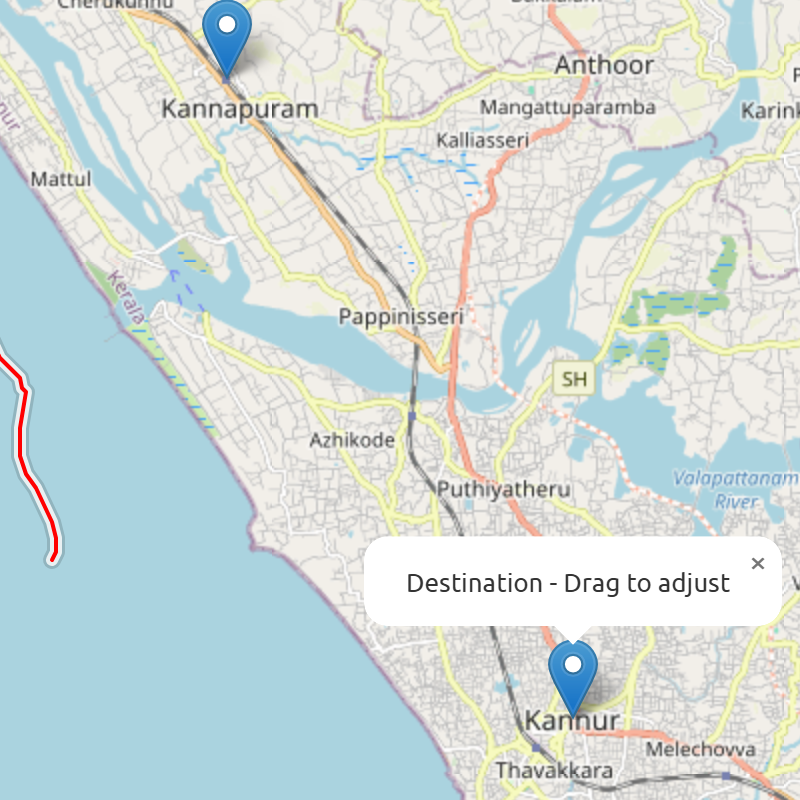 Cherukunnu
Anthoor
Kannapuram
Mangattuparamba
Karink
Kalliasseri
Mattul
Kerala
Pappinisseri
SH
Azhikode
Valapattanam
River
Puthiyatheru
×
Destination - Drag to adjust
Kannur
Melechovva
Thavakkara